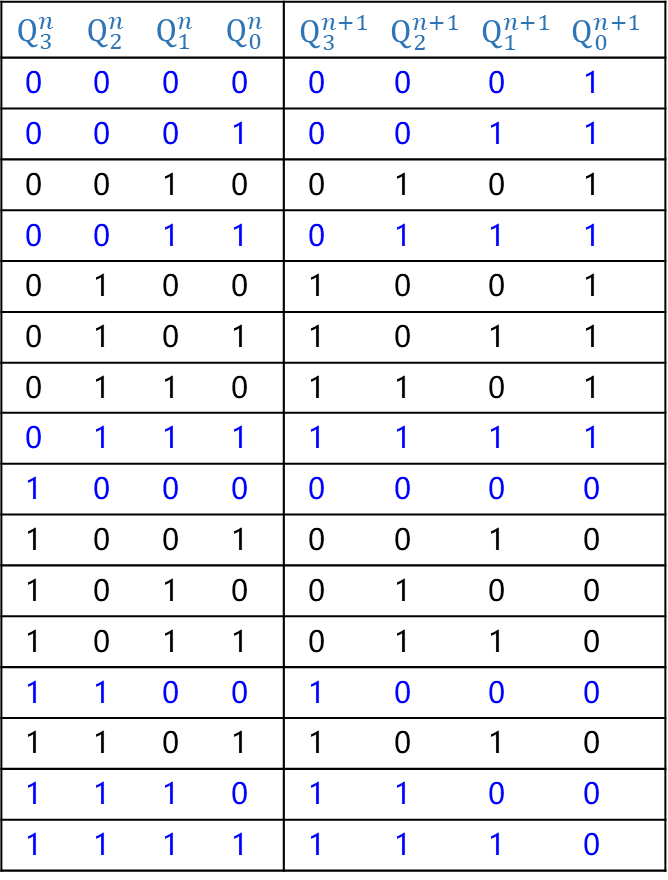 Q₃ⁿ Q₂ⁿ Q₁ⁿ Q₀ⁿ Q₃ⁿ⁺¹ Q₂ⁿ⁺¹ Q₁ⁿ⁺¹ Q₀ⁿ⁺¹
0 0 0 0 0 0 0 1
0 0 0 1 0 0 1 1
0 0 1 0 0 1 0 1
0 0 1 1 0 1 1 1
0 1 0 0 1 0 0 1
0 1 0 1 1 0 1 1
0 1 1 0 1 1 0 1
0 1 1 1 1 1 1 1
1 0 0 0 0 0 0 0
1 0 0 1 0 0 1 0
1 0 1 0 0 1 0 0
1 0 1 1 0 1 1 0
1 1 0 0 1 0 0 0
1 1 0 1 1 0 1 0
1 1 1 0 1 1 0 0
1 1 1 1 1 1 1 0